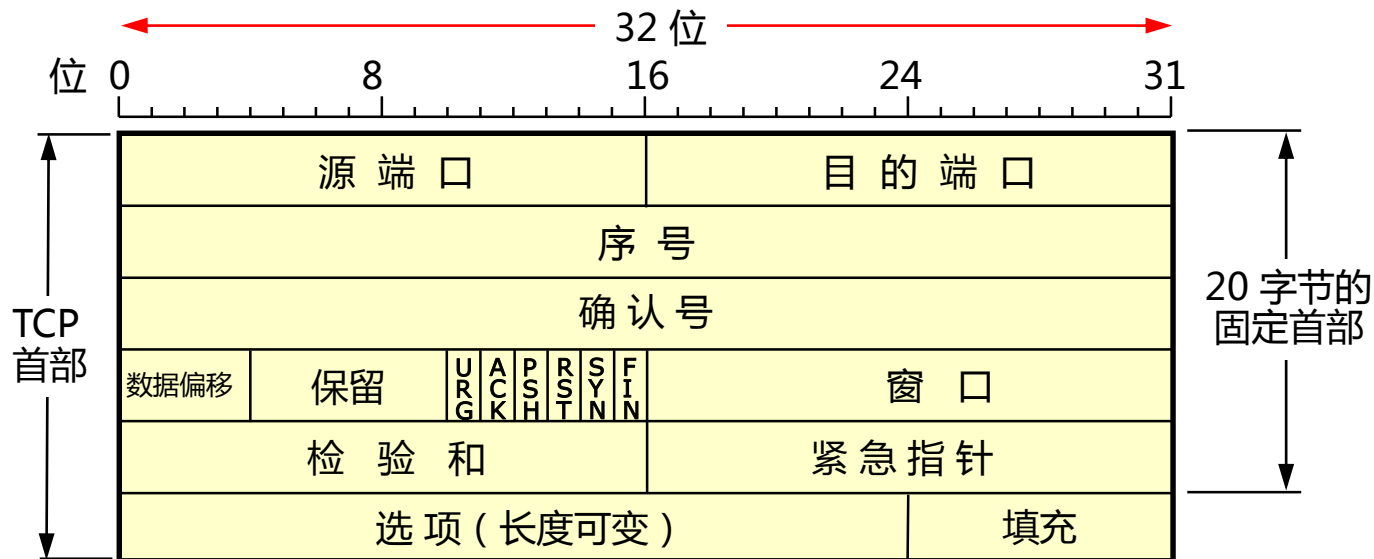 32 位
位 0 8 16 24 31
源 端 口 目 的 端 口
序 号
确 认 号
TCP
首部
20 字节的
固定首部
数据偏移 保留 URG ACK PSH RST SYN FIN 窗 口
检 验 和 紧 急 指 针
选 项 ( 长度可变 ) 填充